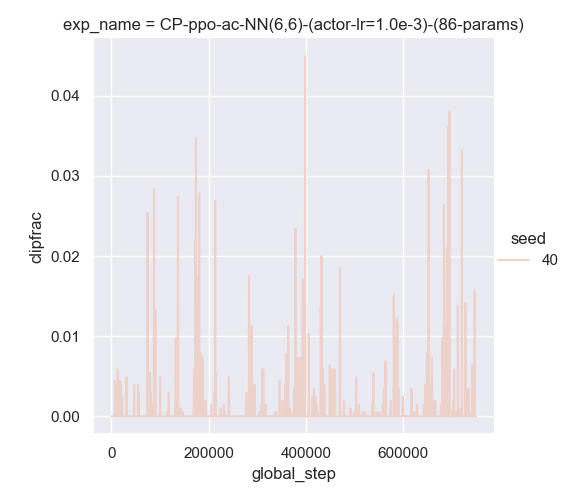 exp_name = CP-ppo-ac-NN(6,6)-(actor-lr=1.0e-3)-(86-params)
0.04
0.03
0.02
0.01
0.00
clipfrac
0
200000
400000
600000
global_step
seed
40